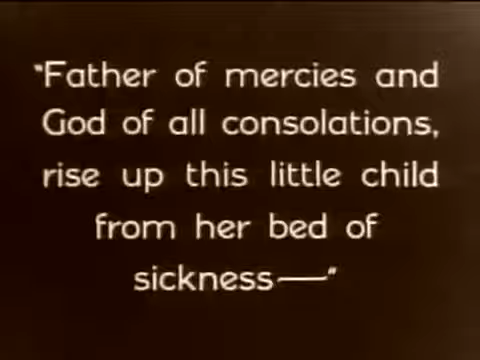 "Father of mercies and
God of all consolations,
rise up this little child
from her bed of
sickness—"